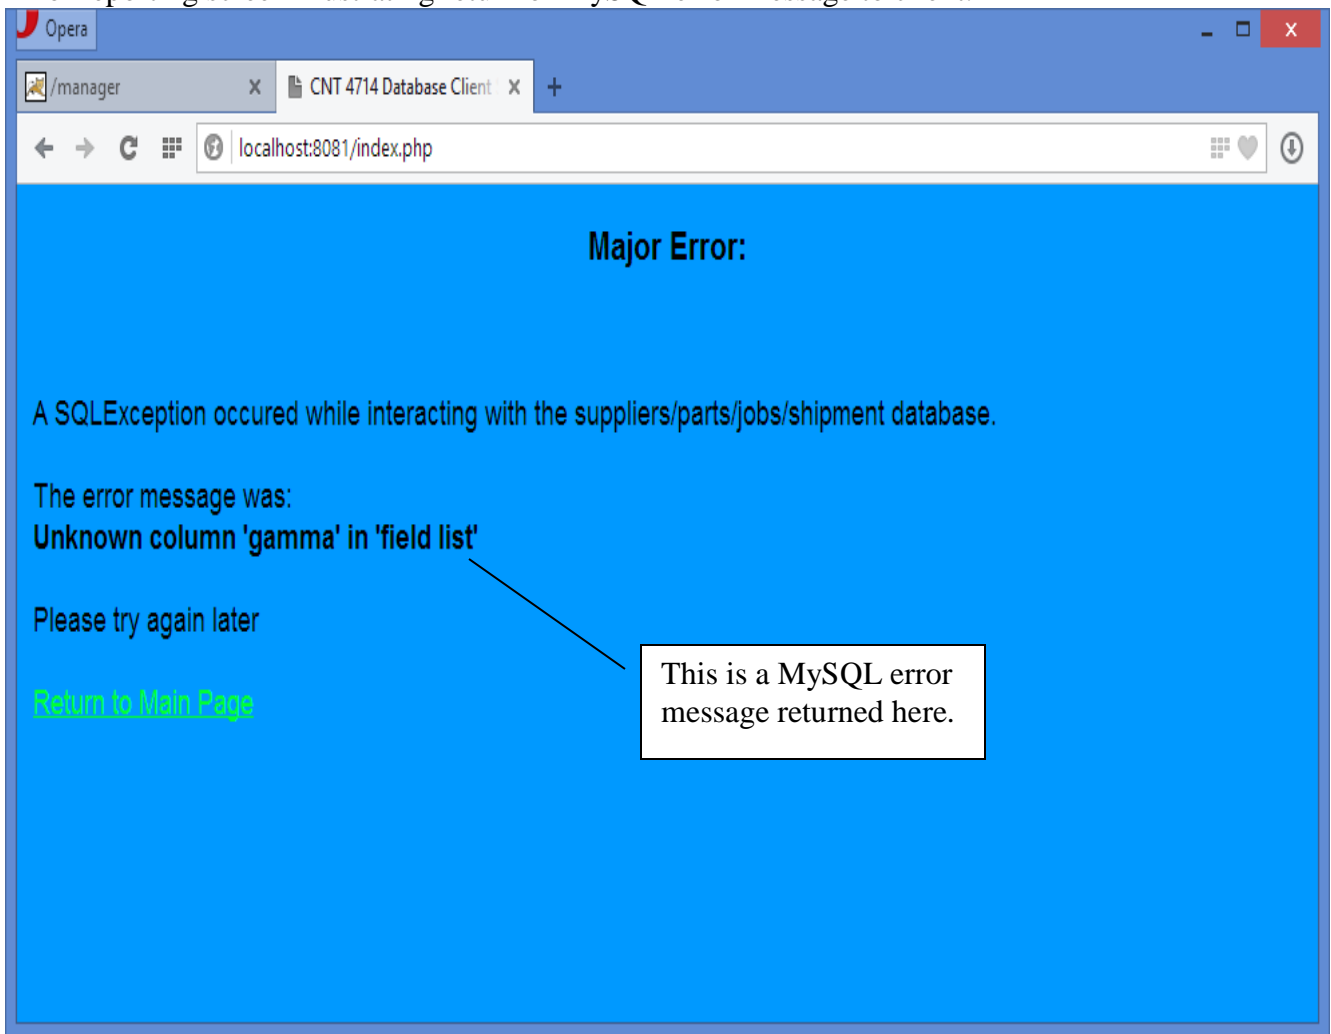 Opera
/manager
CNT 4714 Database Client
localhost:8081/index.php
Major Error:
A SQLException occured while interacting with the suppliers/parts/jobs/shipment database.
The error message was:
Unknown column 'gamma' in 'field list'
Please try again later
This is a MySQL error
message returned here.
Return to Main Page